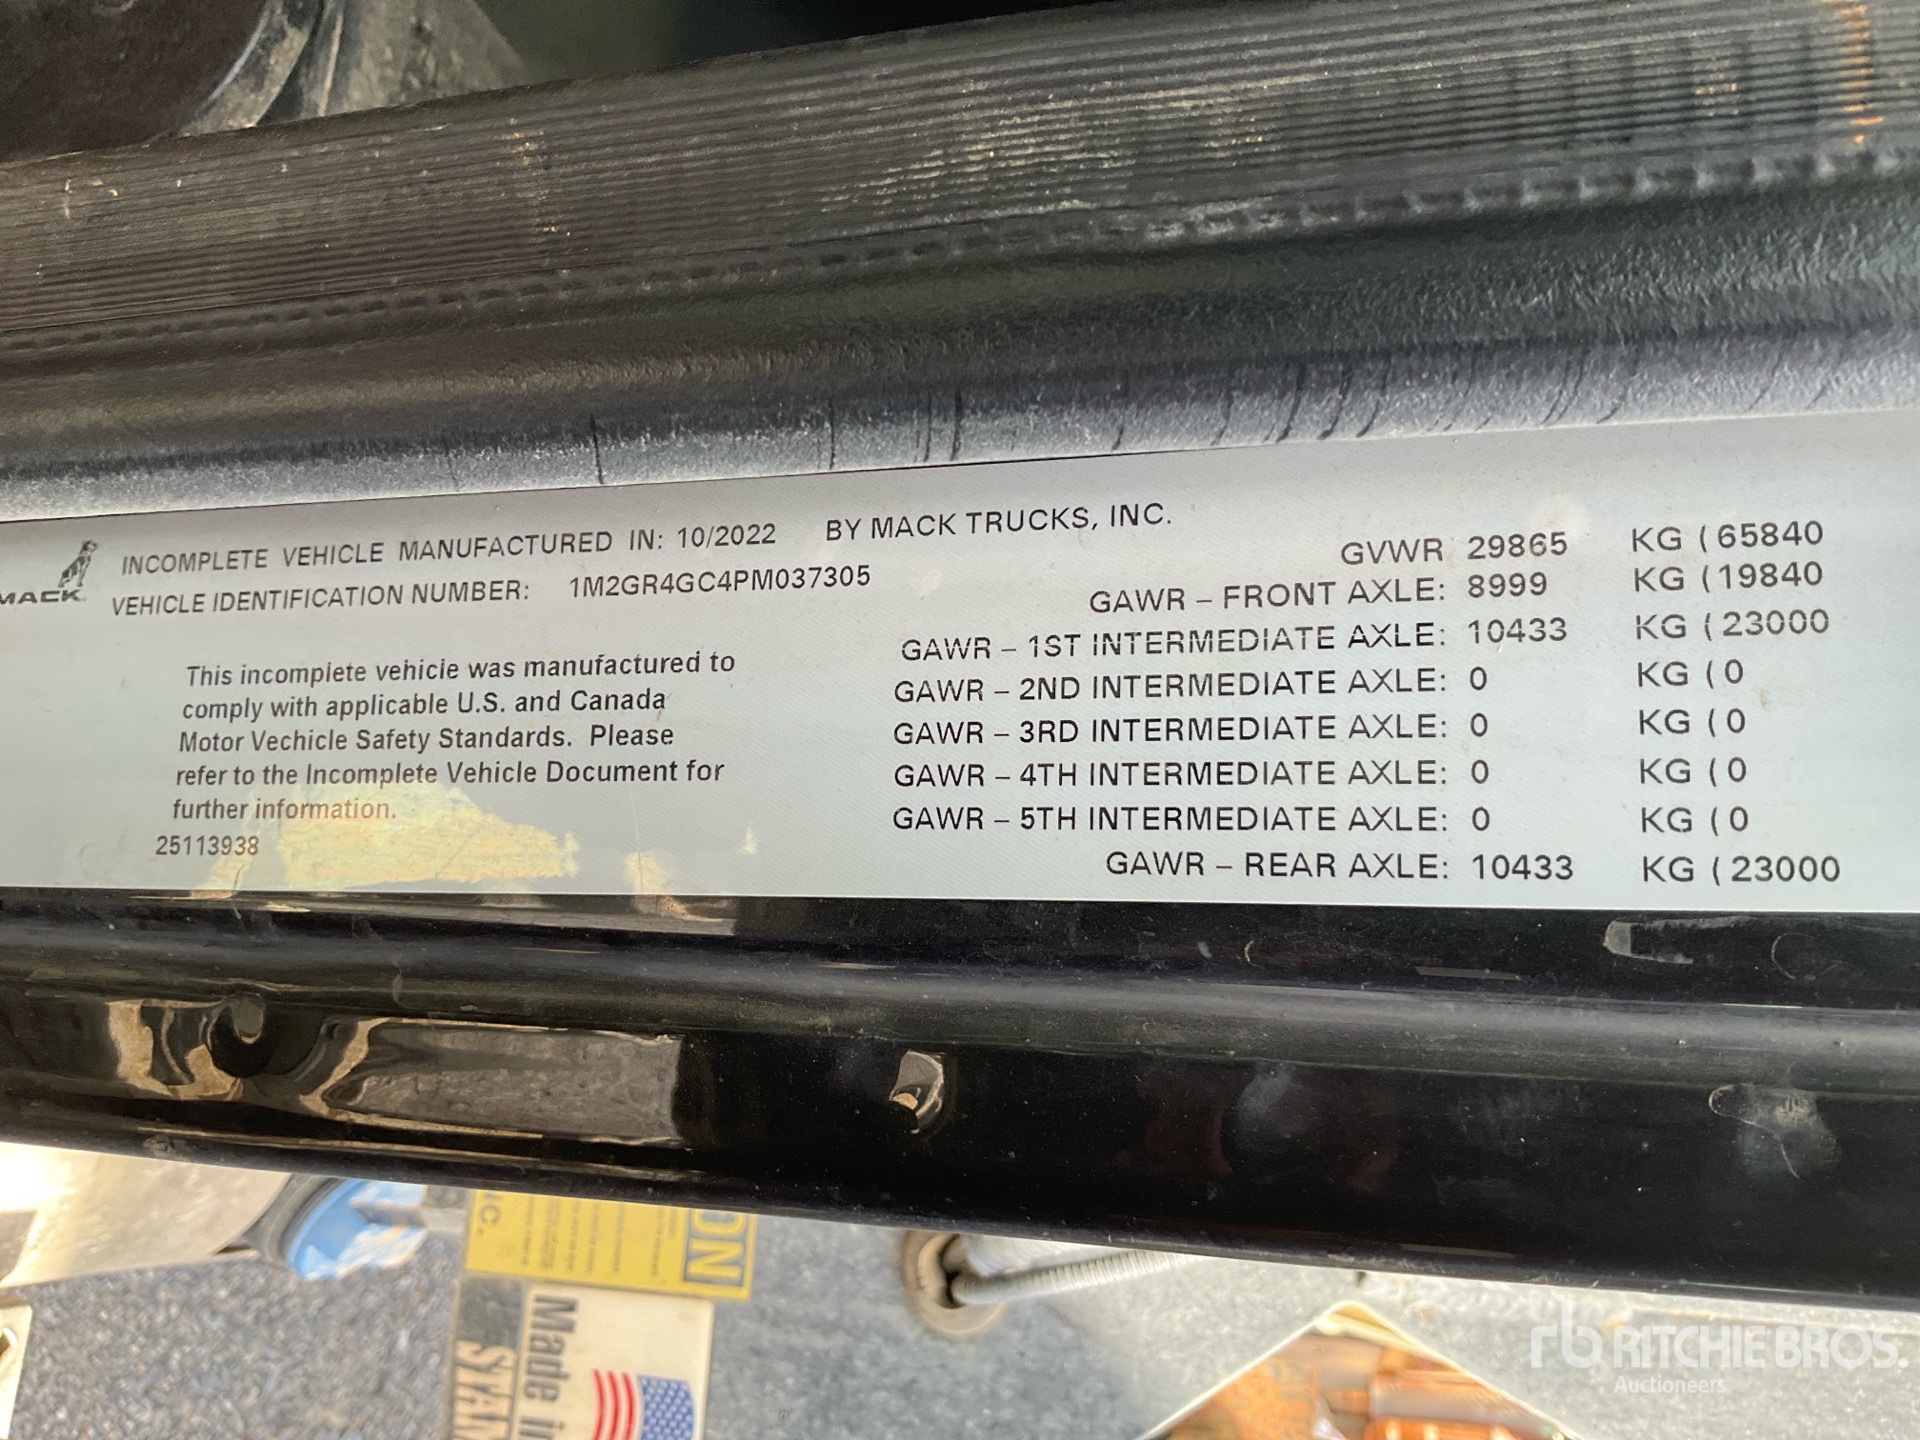 MACK
INCOMPLETE VEHICLE MANUFACTURED IN: 10/2022 BY MACK TRUCKS, INC.
VEHICLE IDENTIFICATION NUMBER: 1M2GR4GC4PM037305
This incomplete vehicle was manufactured to
comply with applicable U.S. and Canada
Motor Vechicle Safety Standards. Please
refer to the Incomplete Vehicle Document for
further information.
25113938
GVWR 29865 KG ( 65840
GAWR – FRONT AXLE: 8999 KG ( 19840
GAWR – 1ST INTERMEDIATE AXLE: 10433 KG ( 23000
GAWR – 2ND INTERMEDIATE AXLE: 0 KG ( 0
GAWR – 3RD INTERMEDIATE AXLE: 0 KG ( 0
GAWR – 4TH INTERMEDIATE AXLE: 0 KG ( 0
GAWR – 5TH INTERMEDIATE AXLE: 0 KG ( 0
GAWR – REAR AXLE: 10433 KG ( 23000
Made in
rb RITCHIE BROS.
Auctioneers